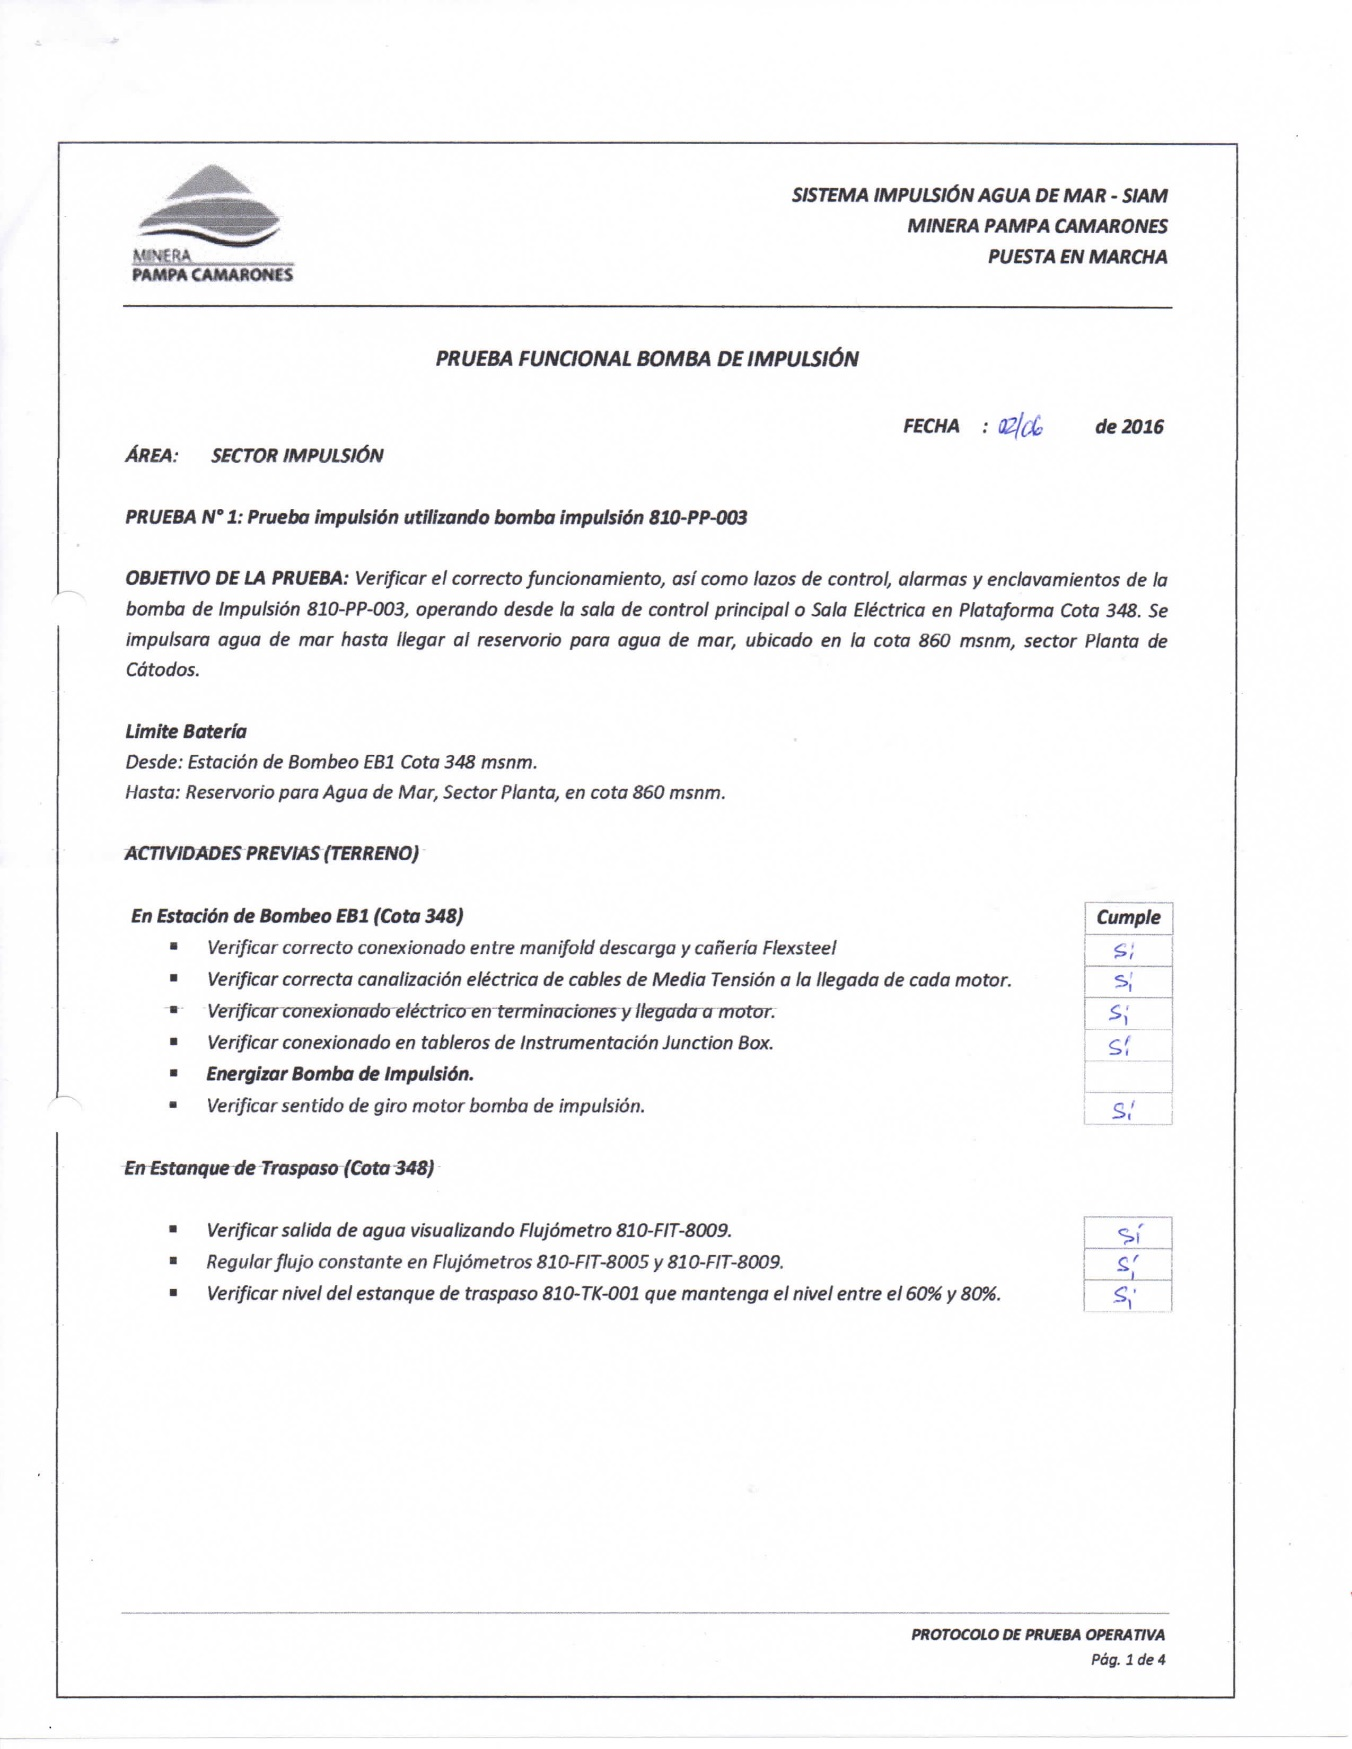 MINERA
PAMPA CAMARONES
SISTEMA IMPULSIÓN AGUA DE MAR - SIAM
MINERA PAMPA CAMARONES
PUESTA EN MARCHA
PRUEBA FUNCIONAL BOMBA DE IMPULSIÓN
FECHA : 02/06 de 2016
ÁREA: SECTOR IMPULSIÓN
PRUEBA N° 1: Prueba impulsión utilizando bomba impulsión 810-PP-003
OBJETIVO DE LA PRUEBA: Verificar el correcto funcionamiento, así como lazos de control, alarmas y enclavamientos de la
bomba de Impulsión 810-PP-003, operando desde la sala de control principal o Sala Eléctrica en Plataforma Cota 348. Se
impulsara agua de mar hasta llegar al reservorio para agua de mar, ubicado en la cota 860 msnm, sector Planta de
Cátodos.
Limite Batería
Desde: Estación de Bombeo EB1 Cota 348 msnm.
Hasta: Reservorio para Agua de Mar, Sector Planta, en cota 860 msnm.
ACTIVIDADES PREVIAS (TERRENO)
En Estación de Bombeo EB1 (Cota 348) Cumple
▪ Verificar correcto conexionado entre manifold descarga y cañería Flexsteel Sí
▪ Verificar correcta canalización eléctrica de cables de Media Tensión a la llegada de cada motor. Sí
▪ Verificar conexionado eléctrico en terminaciones y llegada a motor. Sí
▪ Verificar conexionado en tableros de Instrumentación Junction Box. Sí
▪ Energizar Bomba de Impulsión.
▪ Verificar sentido de giro motor bomba de impulsión. Sí
En Estanque de Traspaso (Cota 348)
▪ Verificar salida de agua visualizando Flujómetro 810-FIT-8009. Sí
▪ Regular flujo constante en Flujómetros 810-FIT-8005 y 810-FIT-8009. Sí
▪ Verificar nivel del estanque de traspaso 810-TK-001 que mantenga el nivel entre el 60% y 80%. Sí
PROTOCOLO DE PRUEBA OPERATIVA
Pág. 1 de 4